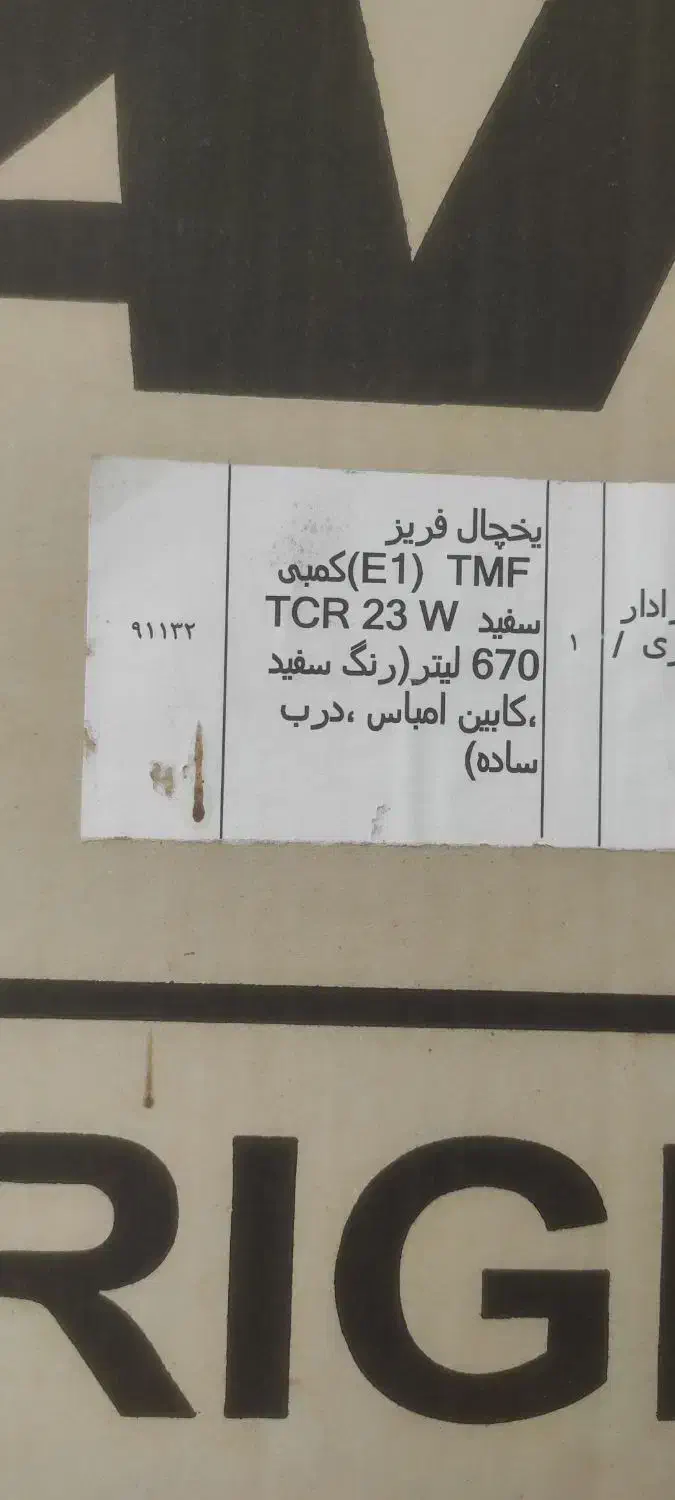 یخچال فریز
کمبی(E1) TMF
سفید TCR 23 W
670 لیتر(رنگ سفید
،کابین امباس ،درب
ساده)
۱
۹۱۱۳۲
RIG